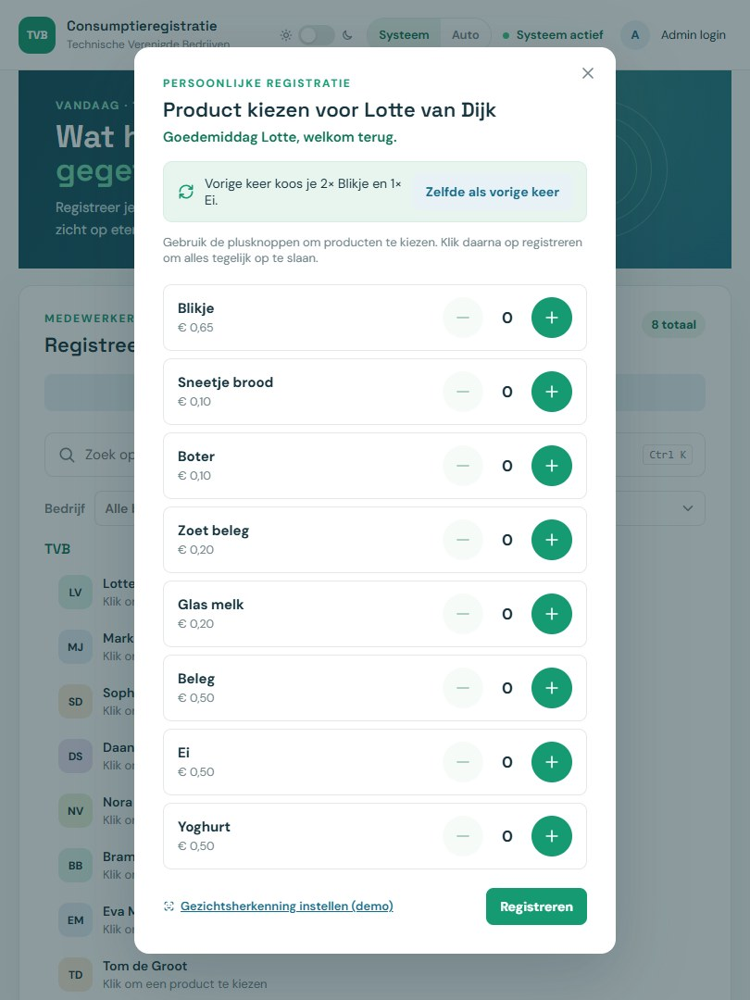 TVB
Consumptieregistratie
Technische Verenigde Bedrijven
Systeem
Auto
Systeem actief
A
Admin login
VANDAAG ·
Wat h
gege
Registreer je
zicht op eten
PERSOONLIJKE REGISTRATIE
Product kiezen voor Lotte van Dijk
Goedemiddag Lotte, welkom terug.
Vorige keer koos je 2× Blikje en 1×
Ei.
Zelfde als vorige keer
Gebruik de plusknoppen om producten te kiezen. Klik daarna op registreren
om alles tegelijk op te slaan.
Blikje
€ 0,65
0
Sneetje brood
€ 0,10
0
Boter
€ 0,10
0
Zoet beleg
€ 0,20
0
Glas melk
€ 0,20
0
Beleg
€ 0,50
0
Ei
€ 0,50
0
Yoghurt
€ 0,50
0
Gezichtsherkenning instellen (demo)
Registreren
MEDEWERKER
Registree
8 totaal
Zoek op
Ctrl K
Bedrijf
Alle
TVB
LV
Lotte
Klik o
MJ
Mark
Klik o
SD
Soph
Klik o
DS
Daan
Klik o
NV
Nora
Klik o
BB
Bram
Klik o
EM
Eva M
Klik o
TD
Tom de Groot
Klik om een product te kiezen